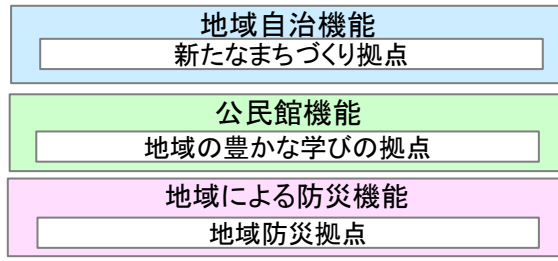 地域自治機能
新たなまちづくり拠点
公民館機能
地域の豊かな学びの拠点
地域による防災機能
地域防災拠点